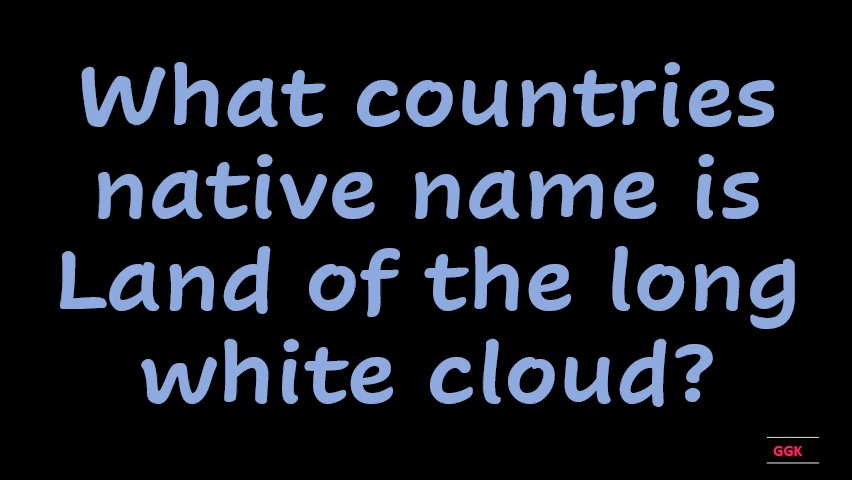 What countries
native name is
Land of the long
white cloud?
GGK